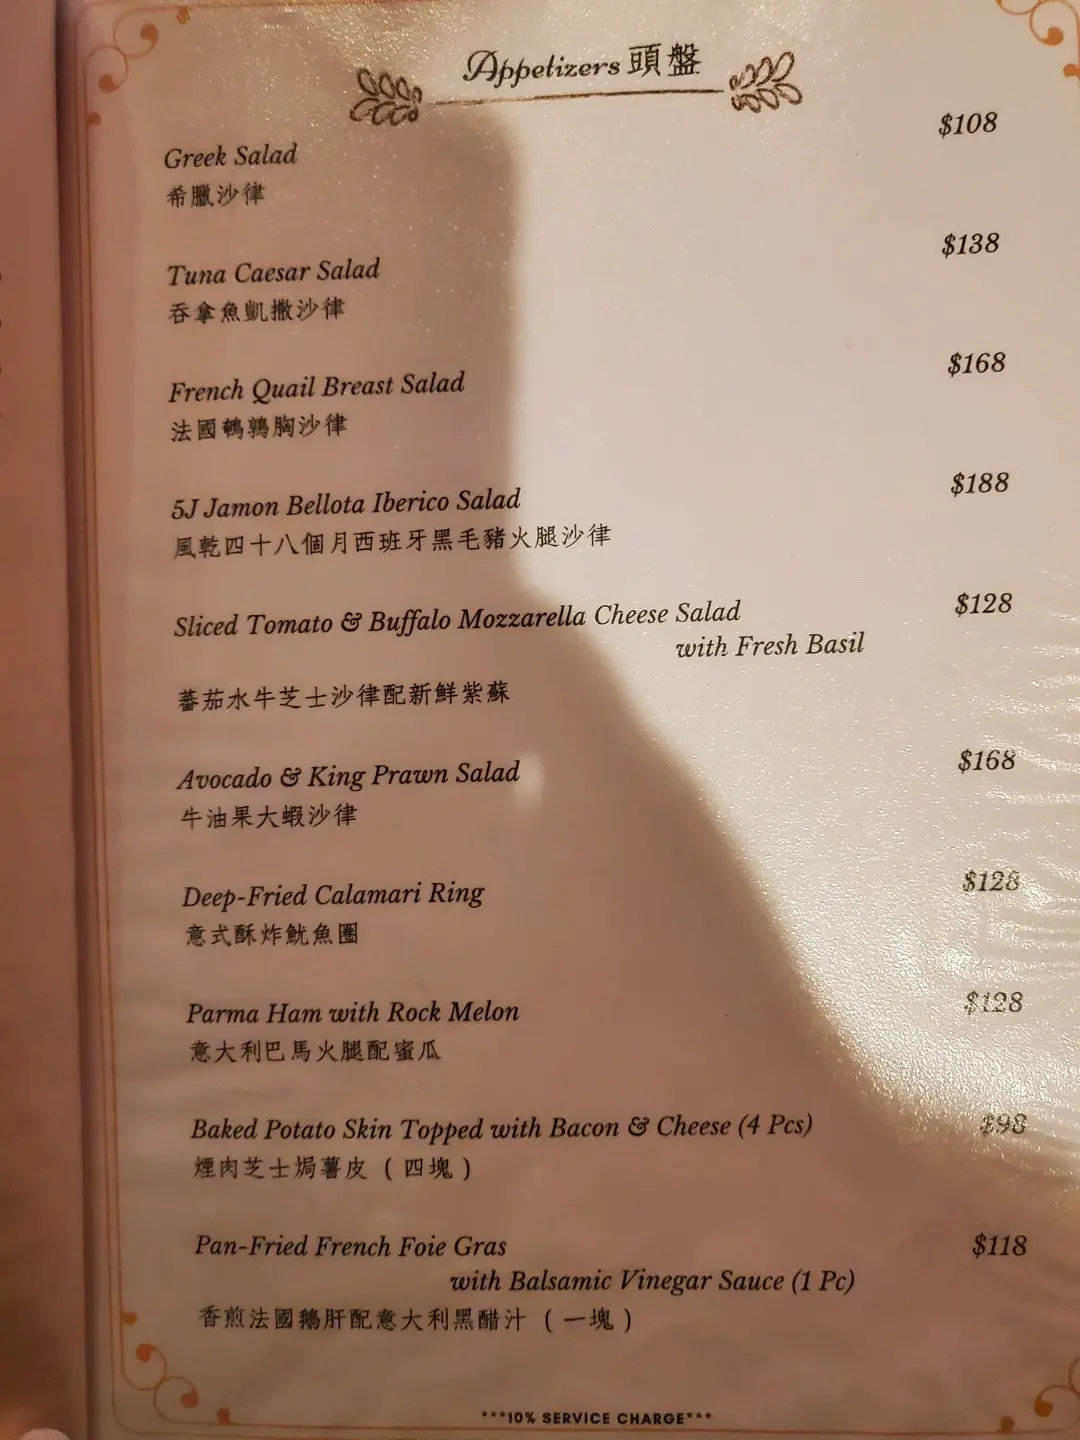 Appetizers 頭盤
Greek Salad $108
希臘沙律
Tuna Caesar Salad $138
吞拿魚凱撒沙律
French Quail Breast Salad $168
法國鵪鶉胸沙律
5J Jamon Bellota Iberico Salad $188
風乾四十八個月西班牙黑毛豬火腿沙律
Sliced Tomato & Buffalo Mozzarella Cheese Salad $128
with Fresh Basil
蕃茄水牛芝士沙律配新鮮紫蘇
Avocado & King Prawn Salad $168
牛油果大蝦沙律
Deep-Fried Calamari Ring $128
意式酥炸魷魚圈
Parma Ham with Rock Melon $128
意大利巴馬火腿配蜜瓜
Baked Potato Skin Topped with Bacon & Cheese (4 Pcs) $98
煙肉芝士焗薯皮 ( 四塊 )
Pan-Fried French Foie Gras $118
with Balsamic Vinegar Sauce (1 Pc)
香煎法國鵝肝配意大利黑醋汁 ( 一塊 )
***10% SERVICE CHARGE***